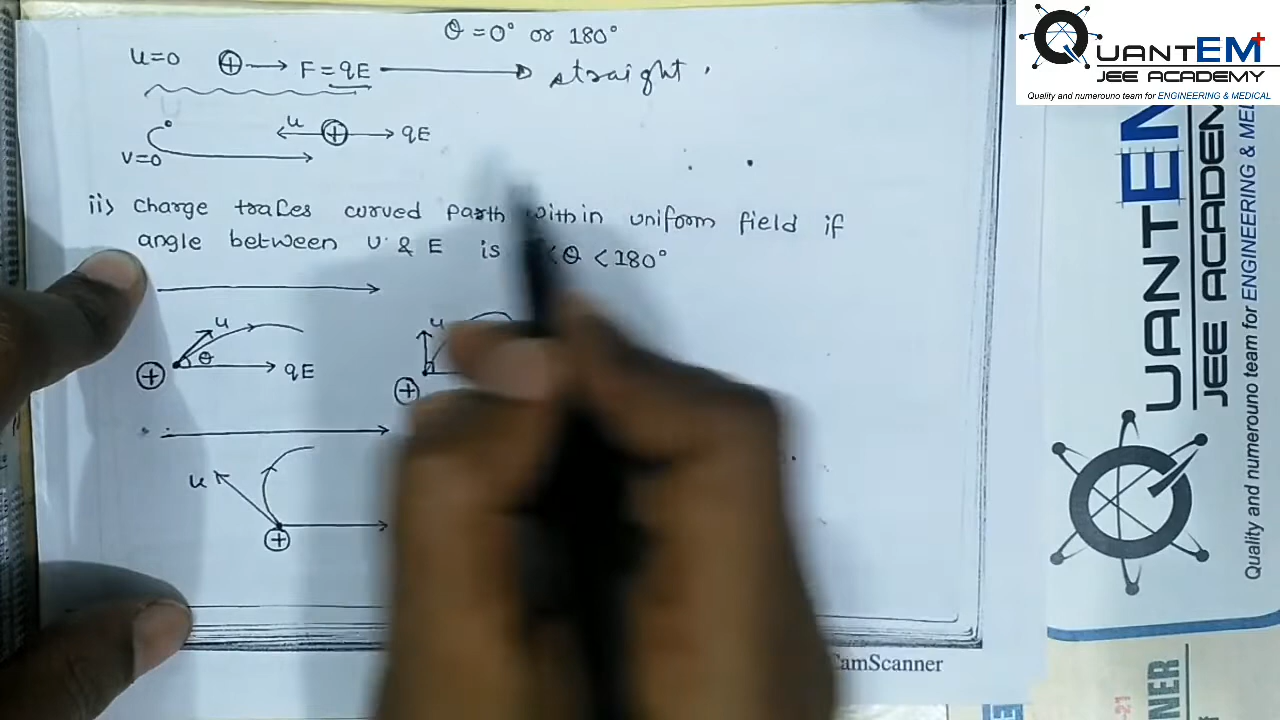 θ = 0° or 180°
u=0 ⊕ → F = qE → straight.
u ⊕ qE
v=0
ii) Charge traces curved path within uniform field if
angle between U & E is < θ < 180°
u
θ
qE
⊕
u
⊕
u
⊕
CamScanner
QUANTEM+
JEE ACADEMY
Quality and numerouno team for ENGINEERING & MEDICAL
UANTEM
JEE ACADEMY
Quality and numerouno team for ENGINEERING & MED